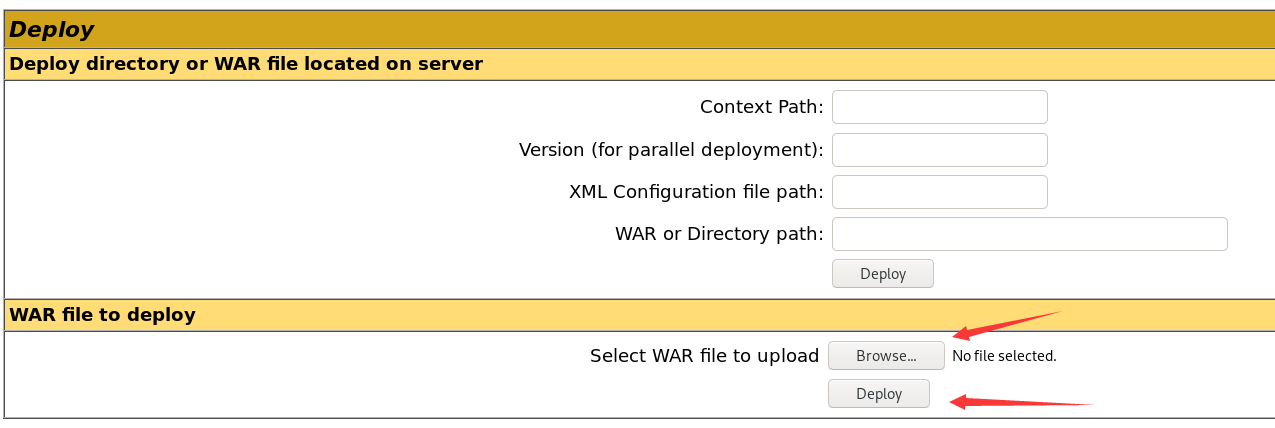 Deploy
Deploy directory or WAR file located on server
Context Path:
Version (for parallel deployment):
XML Configuration file path:
WAR or Directory path:
Deploy
WAR file to deploy
Select WAR file to upload Browse... No file selected.
Deploy